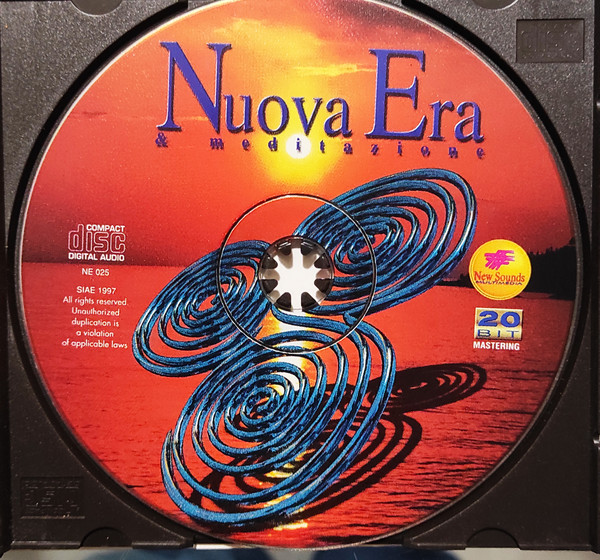 Nuova Era
& meditazione
COMPACT
disc
DIGITAL AUDIO
NE 025
SIAE 1997
All rights reserved
Unauthorized
duplication is
a violation
of applicable laws
New Sounds
MULTIMEDIA
20
BIT
MASTERING